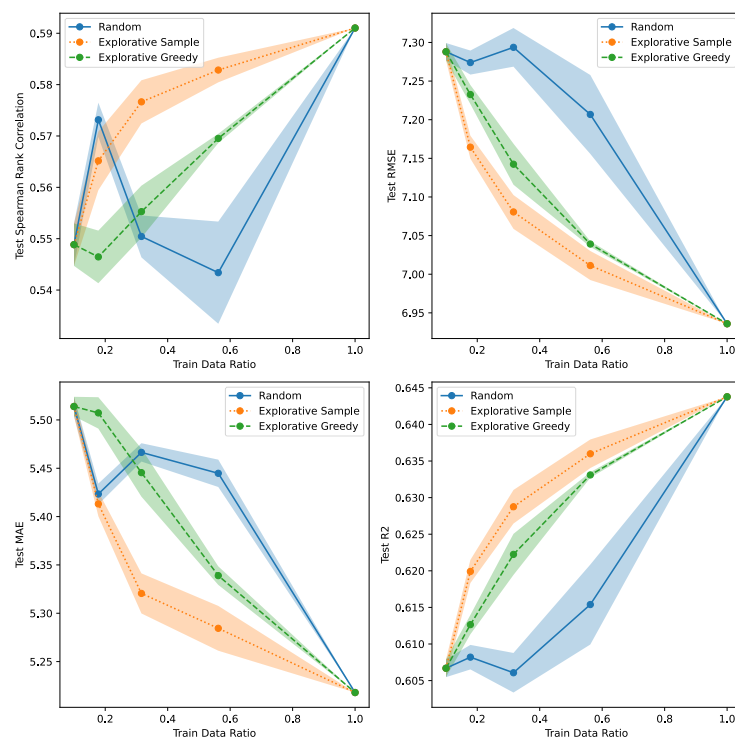 Random
Explorative Sample
Explorative Greedy
0.59
0.58
0.57
0.56
0.55
0.54
Test Spearman Rank Correlation
0.2
0.4
0.6
0.8
1.0
Train Data Ratio
Random
Explorative Sample
Explorative Greedy
7.30
7.25
7.20
7.15
7.10
7.05
7.00
6.95
Test RMSE
0.2
0.4
0.6
0.8
1.0
Train Data Ratio
Random
Explorative Sample
Explorative Greedy
5.50
5.45
5.40
5.35
5.30
5.25
Test MAE
0.2
0.4
0.6
0.8
1.0
Train Data Ratio
Random
Explorative Sample
Explorative Greedy
0.645
0.640
0.635
0.630
0.625
0.620
0.615
0.610
0.605
Test R2
0.2
0.4
0.6
0.8
1.0
Train Data Ratio